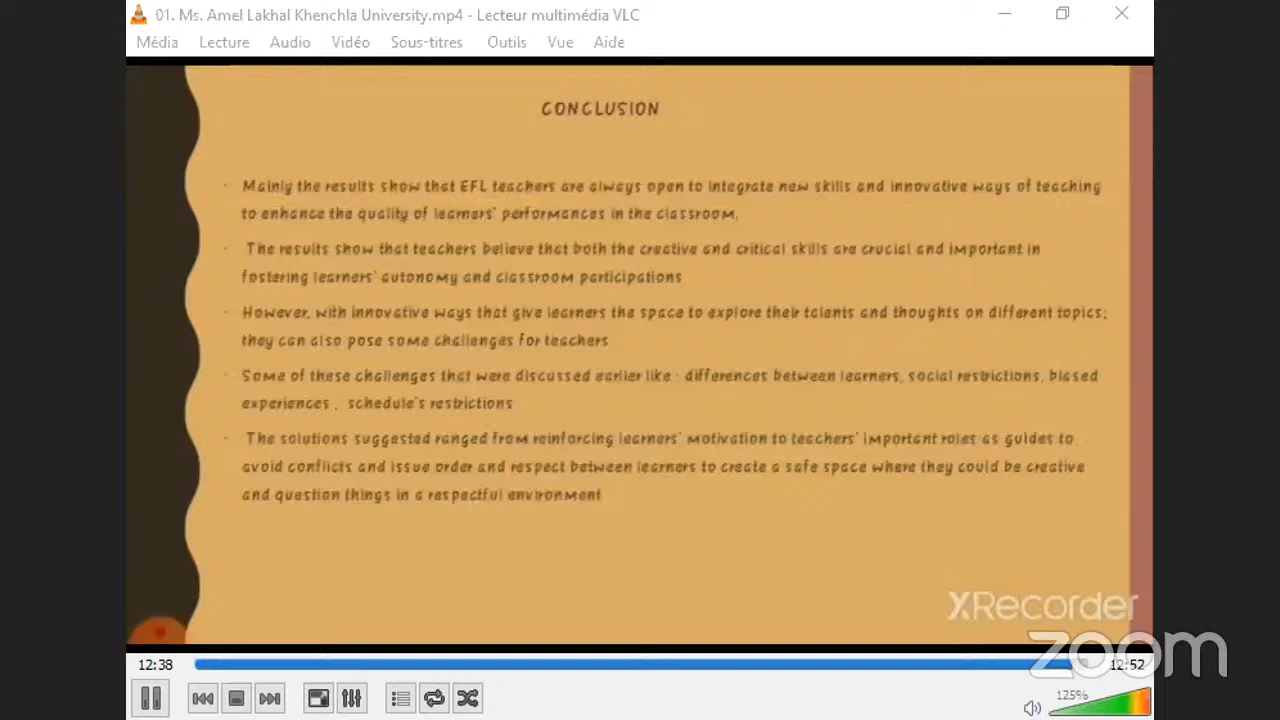 01. Ms. Amel Lakhal Khenchla University.mp4 - Lecteur multimédia VLC
Média Lecture Audio Vidéo Sous-titres Outils Vue Aide
CONCLUSION
· Mainly the results show that EFL teachers are always open to integrate new skills and innovative ways of teaching
to enhance the quality of learners' performances in the classroom.
· The results show that teachers believe that both the creative and critical skills are crucial and important in
fostering learners' autonomy and classroom participations
· However, with innovative ways that give learners the space to explore their talents and thoughts on different topics;
they can also pose some challenges for teachers
· Some of these challenges that were discussed earlier like : differences between learners, social restrictions, biased
experiences , schedule's restrictions
· The solutions suggested ranged from reinforcing learners' motivation to teachers' important roles as guides to
avoid conflicts and issue order and respect between learners to create a safe space where they could be creative
and question things in a respectful environment
XRecorder
zoom
12:38 12:52
125%